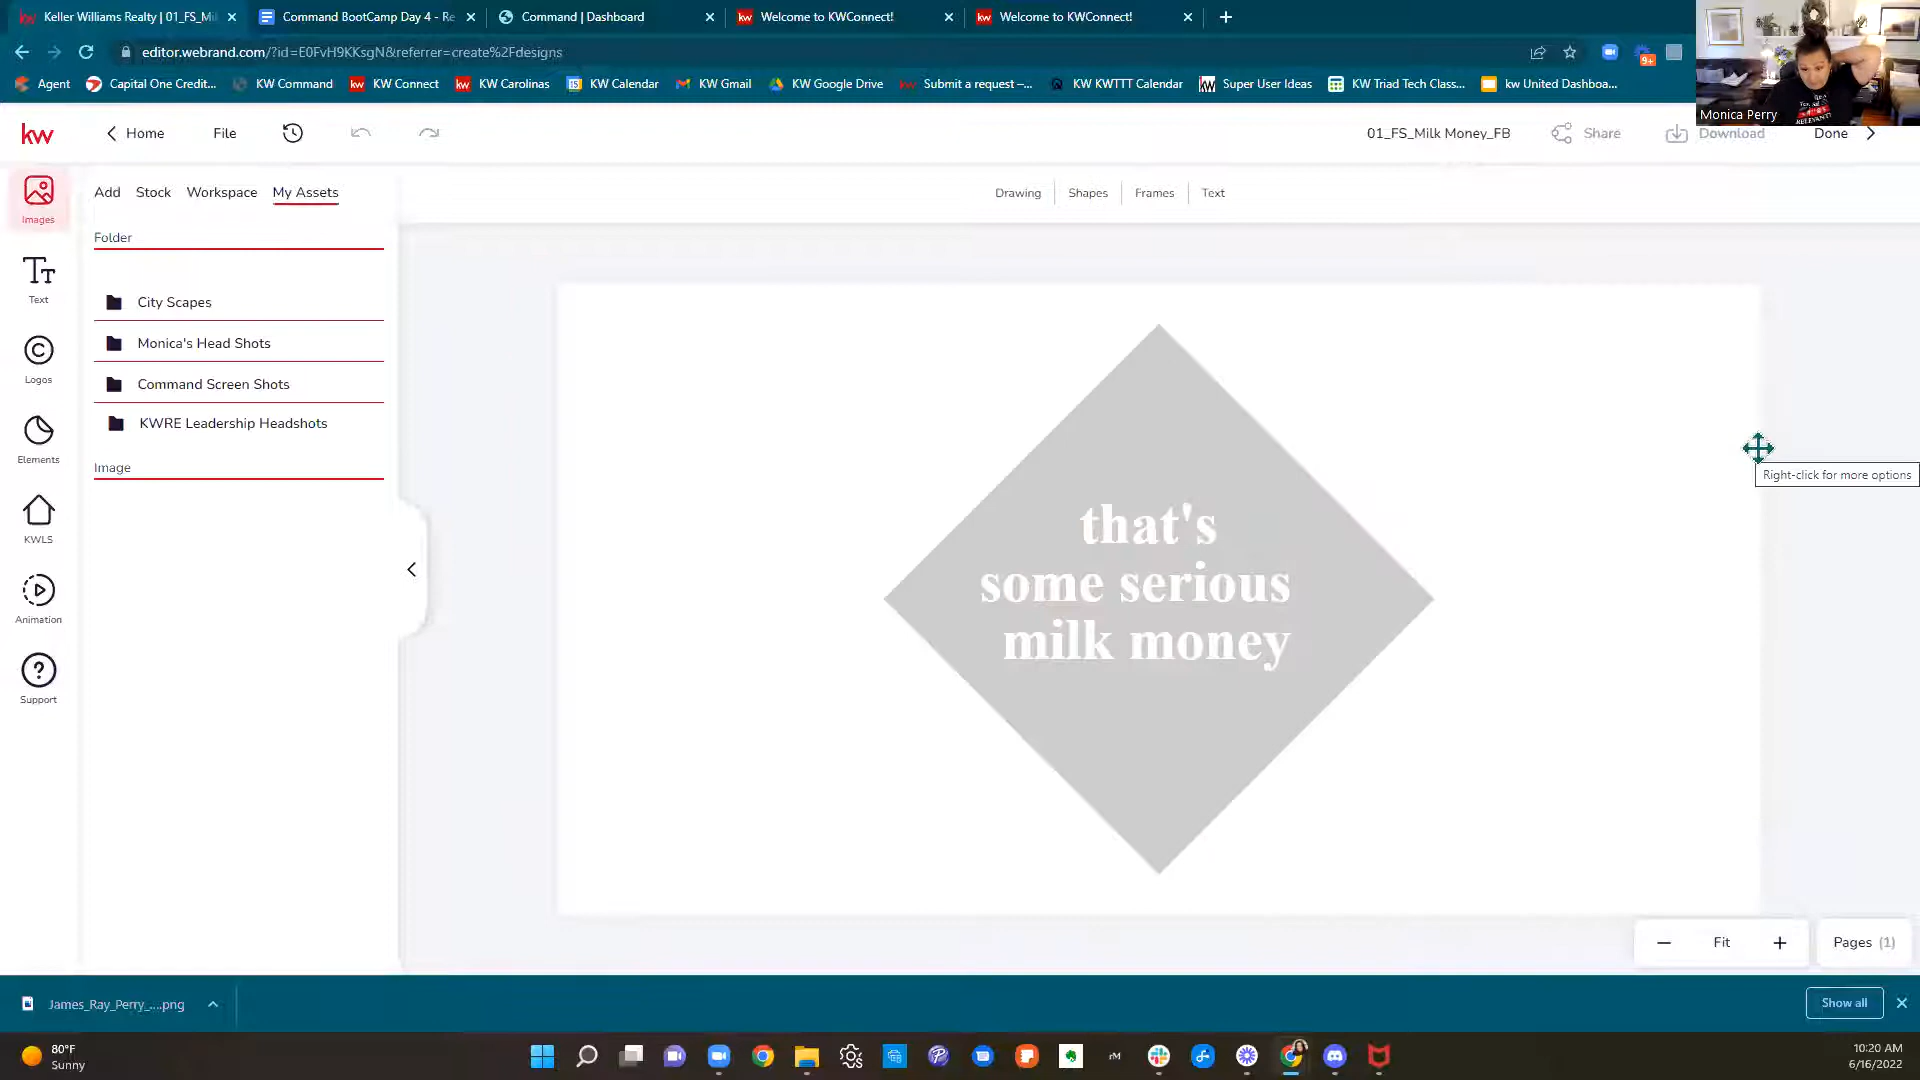 Keller Williams Realty | 01_FS_Mil
Command BootCamp Day 4 - Re
Command | Dashboard
Welcome to KWConnect!
Welcome to KWConnect!
editor.webrand.com/?id=E0FvH9KKsgN&referrer=create%2Fdesigns
9+
Agent
Capital One Credit...
KW Command
KW Connect
KW Carolinas
KW Calendar
KW Gmail
KW Google Drive
Submit a request –...
KW KWTTT Calendar
Super User Ideas
KW Triad Tech Class...
kw United Dashboa...
Monica Perry
kw
Home
File
01_FS_Milk Money_FB
Share
Download
Done
Images
Add
Stock
Workspace
My Assets
Drawing
Shapes
Frames
Text
Folder
City Scapes
Monica's Head Shots
Command Screen Shots
KWRE Leadership Headshots
Image
Text
Logos
Elements
KWLS
Animation
Support
that's
some serious
milk money
Right-click for more options
Fit
Pages (1)
James_Ray_Perry_....png
Show all
80°F
Sunny
rM
10:20 AM
6/16/2022